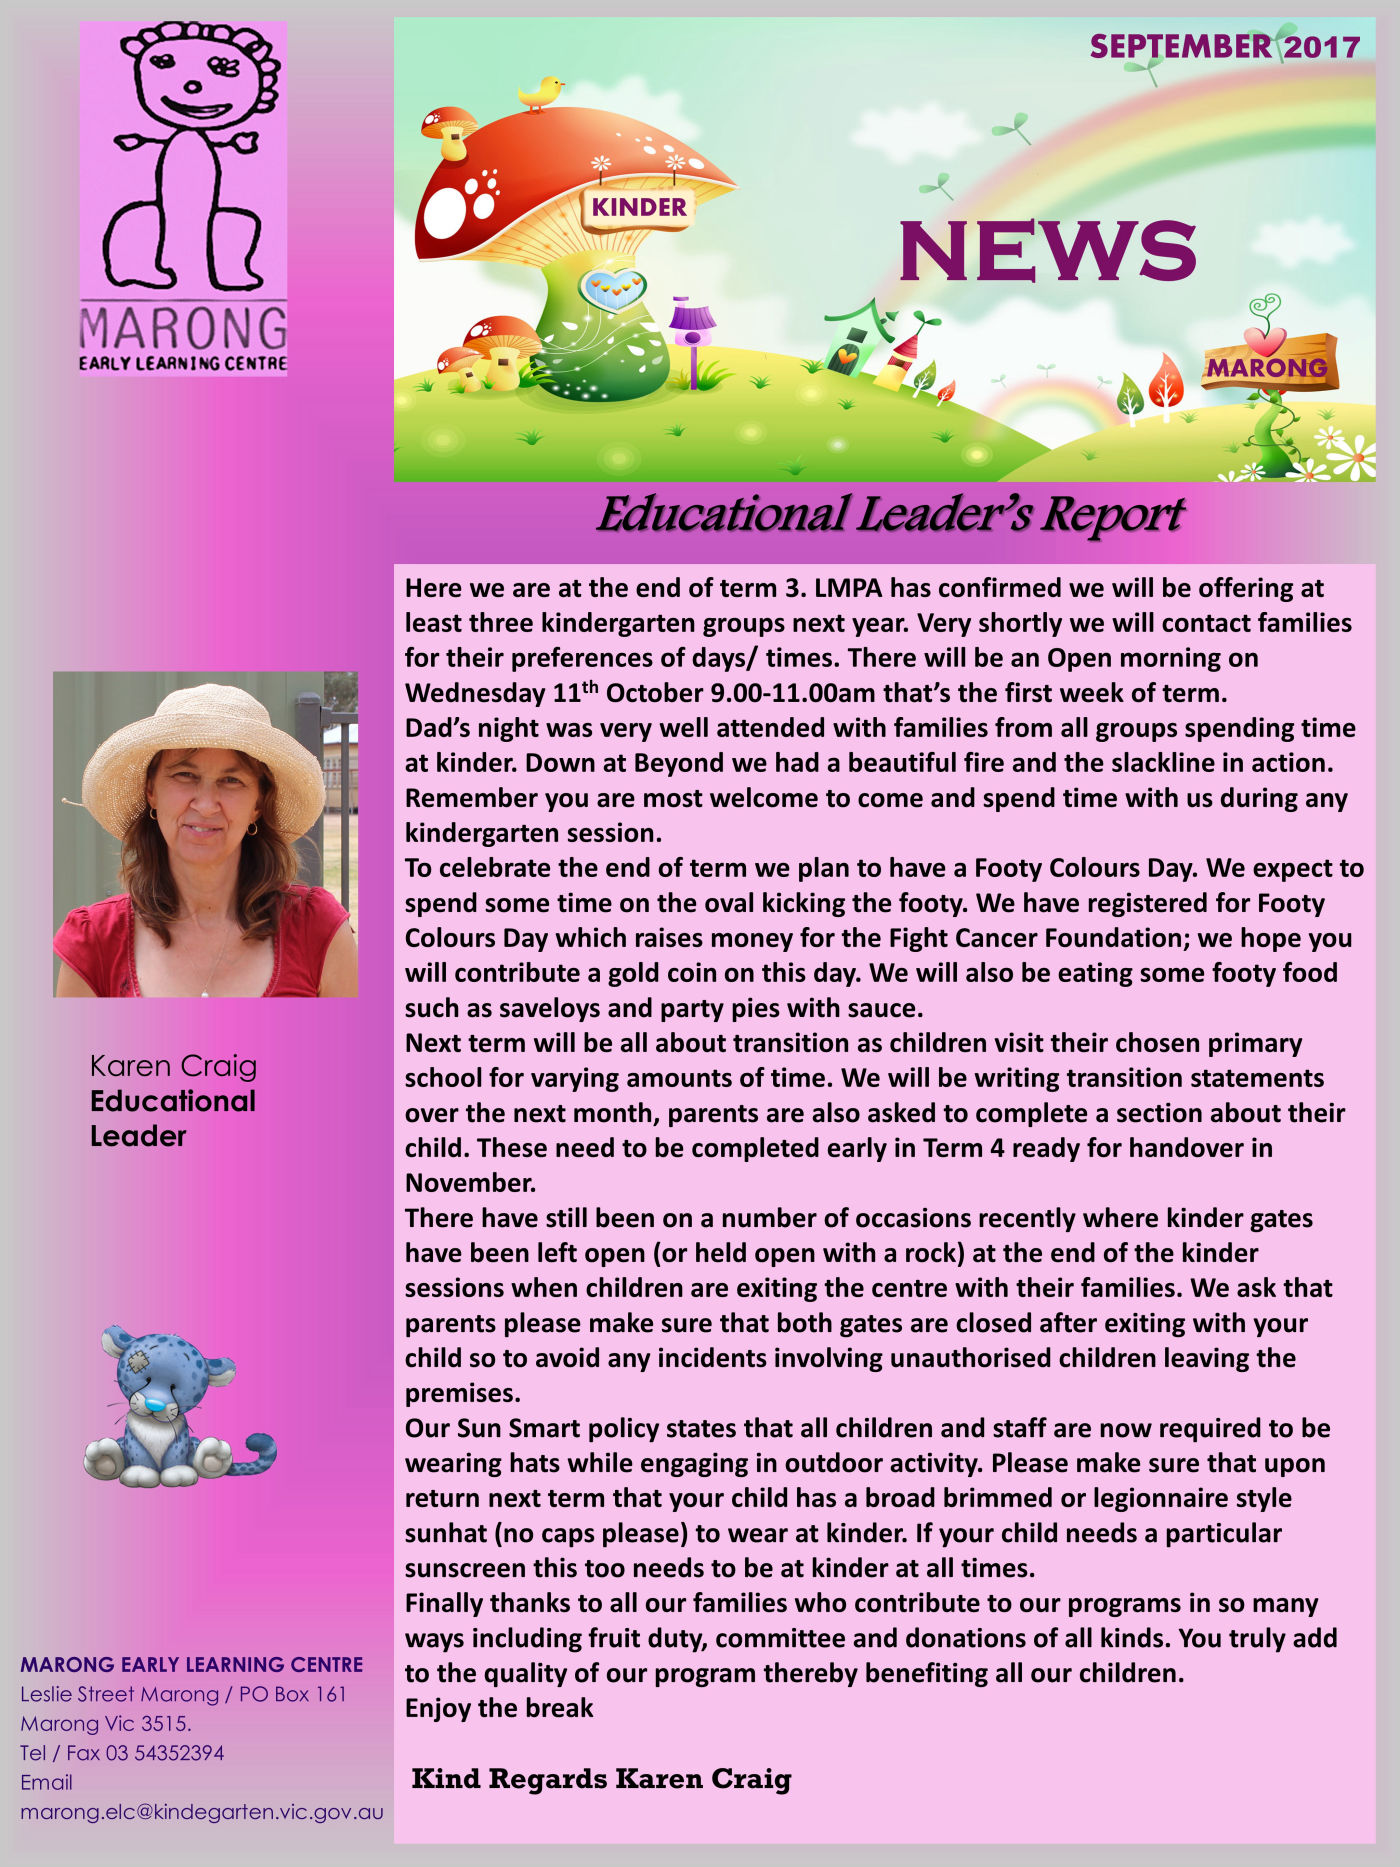 MARONG
EARLY LEARNING CENTRE
SEPTEMBER 2017
KINDER
NEWS
MARONG
Educational Leader's Report
Here we are at the end of term 3. LMPA has confirmed we will be offering at
least three kindergarten groups next year. Very shortly we will contact families
for their preferences of days/ times. There will be an Open morning on
Wednesday 11th October 9.00-11.00am that's the first week of term.
Dad's night was very well attended with families from all groups spending time
at kinder. Down at Beyond we had a beautiful fire and the slackline in action.
Remember you are most welcome to come and spend time with us during any
kindergarten session.
To celebrate the end of term we plan to have a Footy Colours Day. We expect to
spend some time on the oval kicking the footy. We have registered for Footy
Colours Day which raises money for the Fight Cancer Foundation; we hope you
will contribute a gold coin on this day. We will also be eating some footy food
such as saveloys and party pies with sauce.
Next term will be all about transition as children visit their chosen primary
school for varying amounts of time. We will be writing transition statements
over the next month, parents are also asked to complete a section about their
child. These need to be completed early in Term 4 ready for handover in
November.
There have still been on a number of occasions recently where kinder gates
have been left open (or held open with a rock) at the end of the kinder
sessions when children are exiting the centre with their families. We ask that
parents please make sure that both gates are closed after exiting with your
child so to avoid any incidents involving unauthorised children leaving the
premises.
Our Sun Smart policy states that all children and staff are now required to be
wearing hats while engaging in outdoor activity. Please make sure that upon
return next term that your child has a broad brimmed or legionnaire style
sunhat (no caps please) to wear at kinder. If your child needs a particular
sunscreen this too needs to be at kinder at all times.
Finally thanks to all our families who contribute to our programs in so many
ways including fruit duty, committee and donations of all kinds. You truly add
to the quality of our program thereby benefiting all our children.
Enjoy the break
Kind Regards Karen Craig
Karen Craig
Educational
Leader
MARONG EARLY LEARNING CENTRE
Leslie Street Marong / PO Box 161
Marong Vic 3515.
Tel / Fax 03 54352394
Email
marong.elc@kindegarten.vic.gov.au